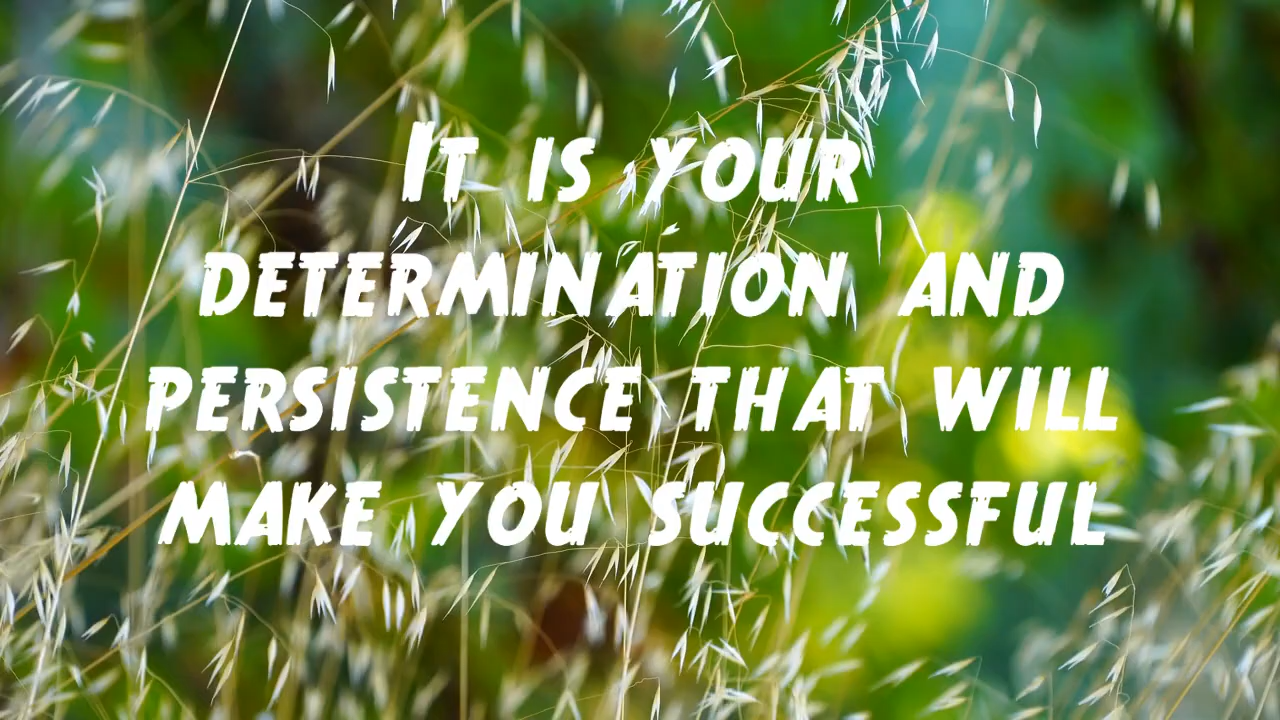 It is your
determination and
persistence that will
make you successful